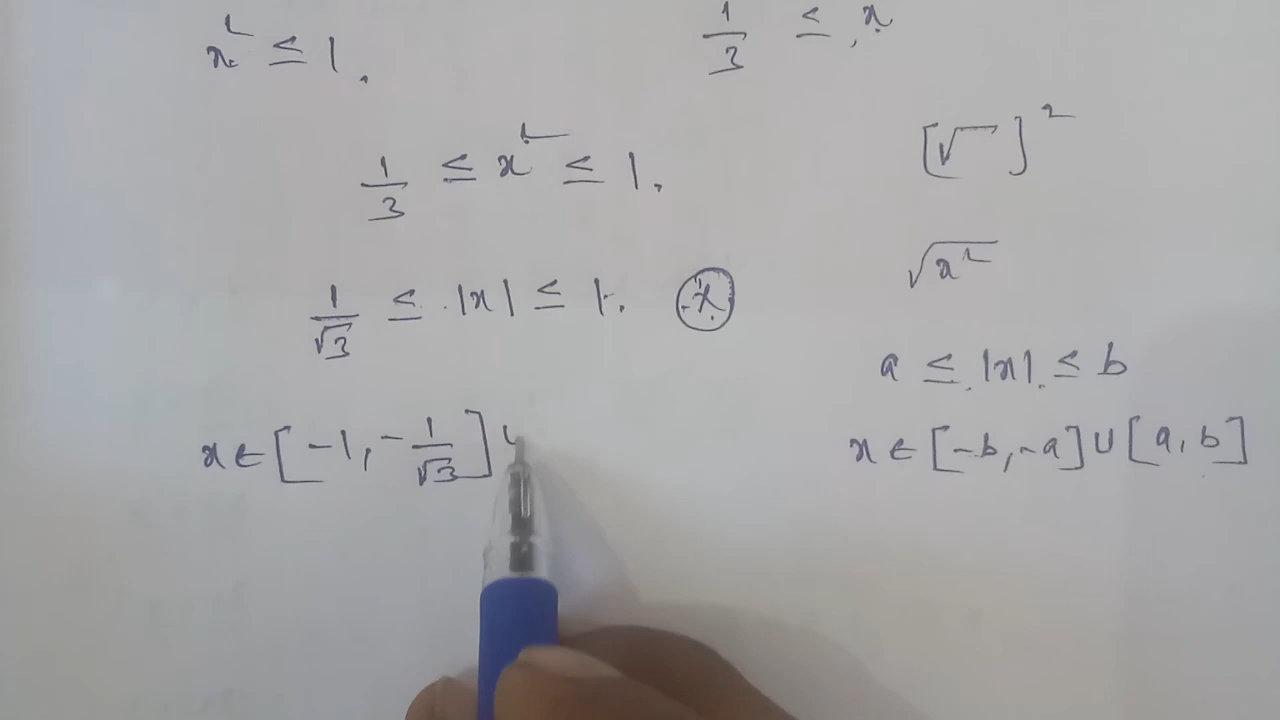 x² ≤ 1.
1/3 ≤ x
1/3 ≤ x² ≤ 1.
[√ ]²
1/√3 ≤ |x| ≤ 1.
√x²
a ≤ |x| ≤ b
x ∈ [-1, -1/√3] ∪
x ∈ [-b, -a] ∪ [a, b]